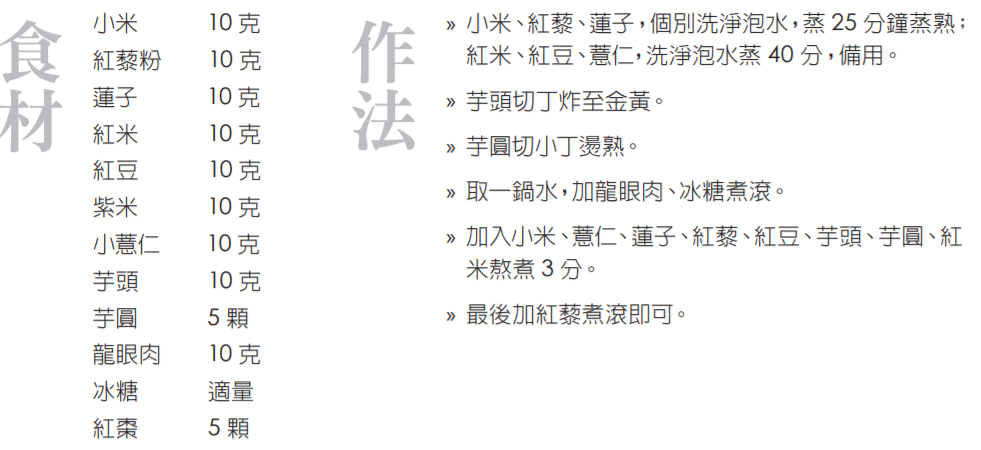 食材
小米 10 克
紅藜粉 10 克
蓮子 10 克
紅米 10 克
紅豆 10 克
紫米 10 克
小薏仁 10 克
芋頭 10 克
芋圓 5 顆
龍眼肉 10 克
冰糖 適量
紅棗 5 顆
作法
» 小米、紅藜、蓮子，個別洗淨泡水，蒸 25 分鐘蒸熟；
紅米、紅豆、薏仁，洗淨泡水蒸 40 分，備用。
» 芋頭切丁炸至金黃。
» 芋圓切小丁燙熟。
» 取一鍋水，加龍眼肉、冰糖煮滾。
» 加入小米、薏仁、蓮子、紅藜、紅豆、芋頭、芋圓、紅
米熬煮 3 分。
» 最後加紅藜煮滾即可。